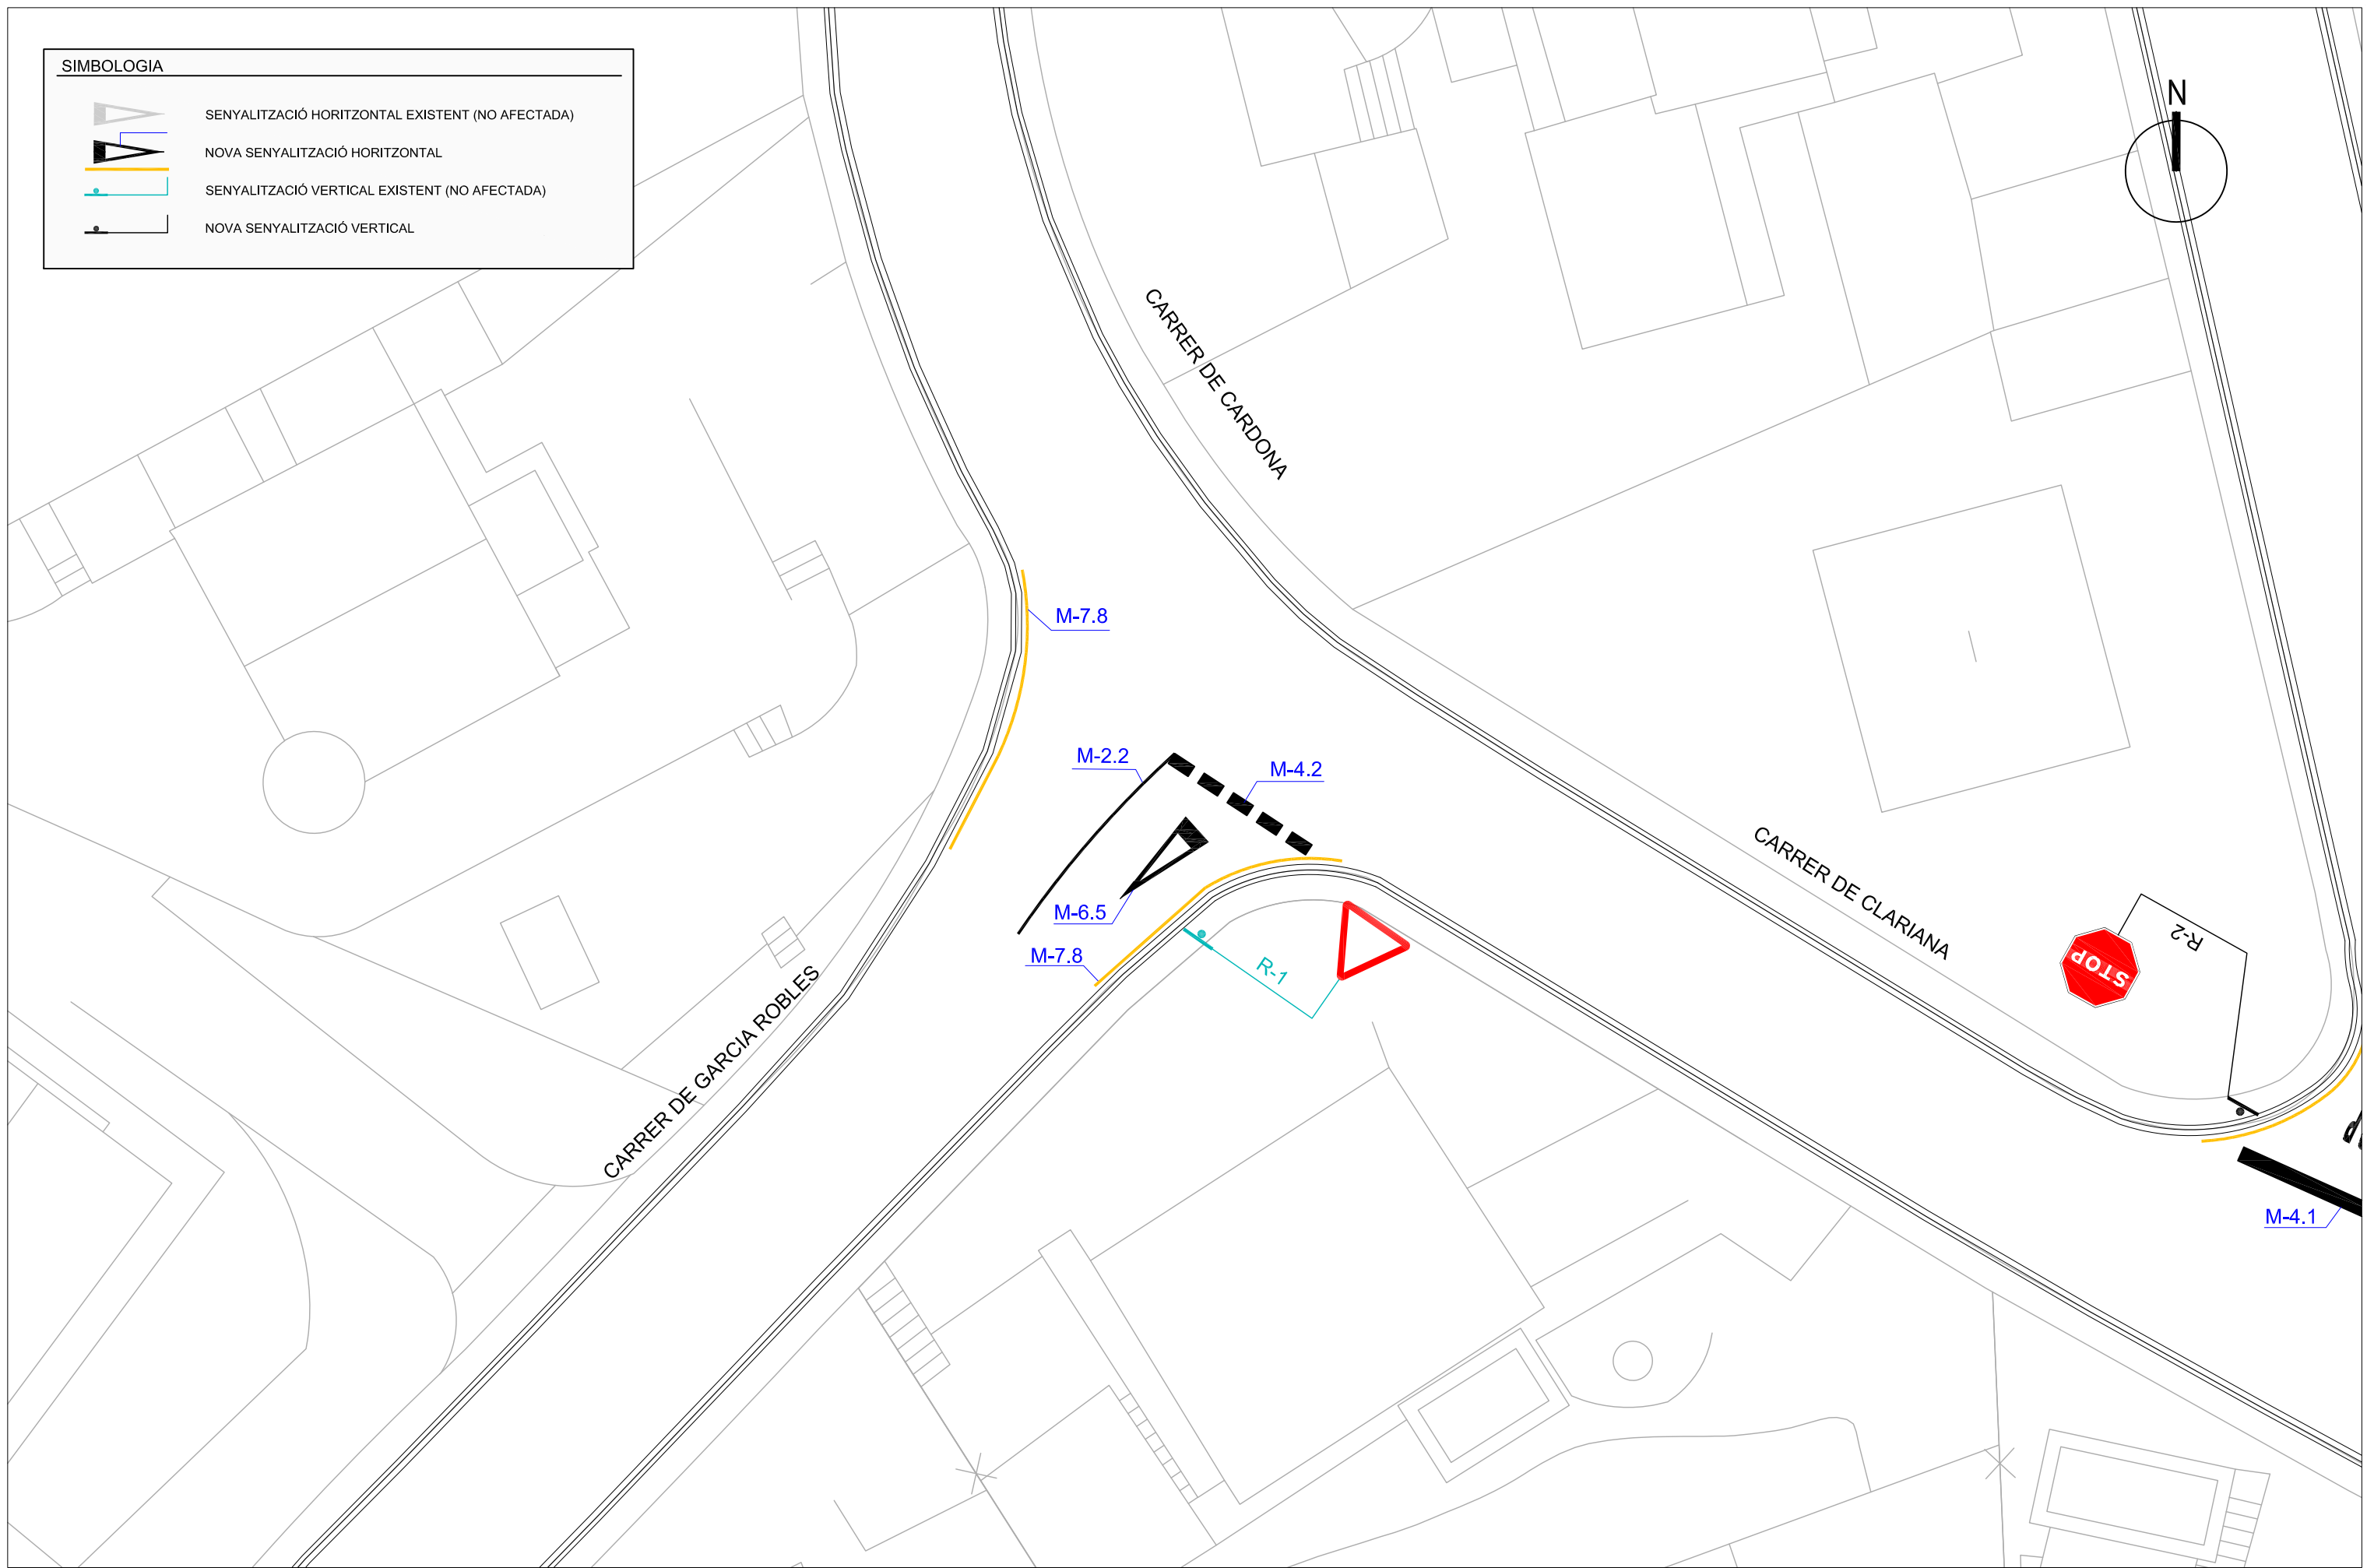 SIMBOLOGIA
SENYALITZACIÓ HORITZONTAL EXISTENT (NO AFECTADA)
NOVA SENYALITZACIÓ HORITZONTAL
SENYALITZACIÓ VERTICAL EXISTENT (NO AFECTADA)
NOVA SENYALITZACIÓ VERTICAL
N
CARRER DE CARDONA
M-7.8
M-2.2
M-4.2
M-6.5
M-7.8
R-1
CARRER DE GARCIA ROBLES
CARRER DE CLARIANA
R-2
STOP
M-4.1